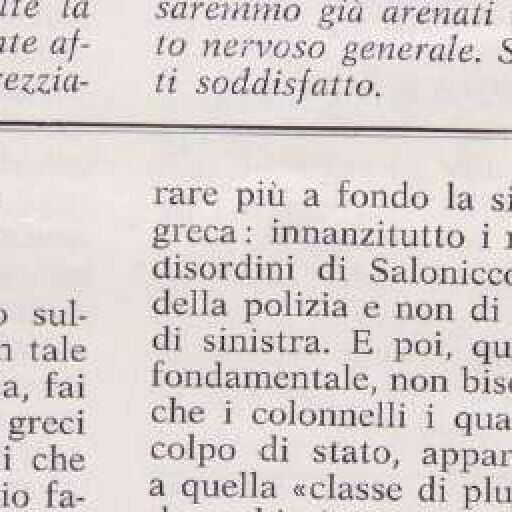 la
nte af-
rezzia-
saremmo già arenati
to nervoso generale. S
ti soddisfatto.
sul-
tale
a, fai
greci
i che
io fa-
rare più a fondo la si
greca: innanzitutto i
disordini di Salonicco
della polizia e non di
di sinistra. E poi, qu
fondamentale, non bis
che i colonnelli i qua
colpo di stato, appar
a quella «classe di plu